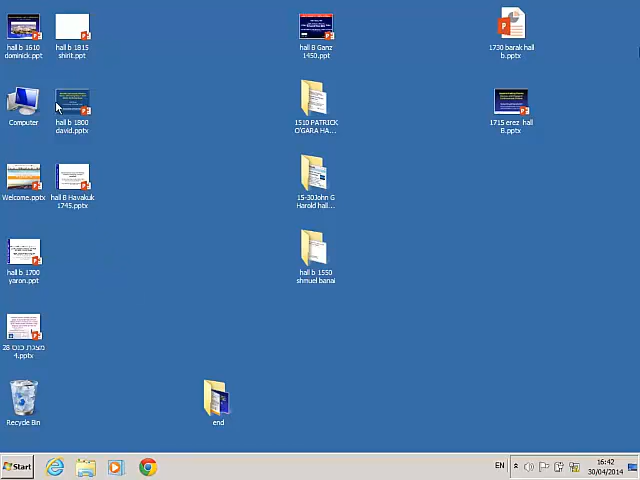 hall b 1610
dominick.ppt
hall b 1815
shirit.ppt
hall B Ganz
1450.ppt
1730 barak hall
b.pptx
Computer
hall b 1800
david.pptx
1510 PATRICK
O'GARA HA...
1715 erez hall
B.pptx
Welcome.pptx
hall B Havakuk
1745.pptx
15-30John G
Harold hall...
hall b 1700
yaron.ppt
hall b 1550
shmuel banai
מצגת כנס 28
4.pptx
Recycle Bin
end
Start
EN
16:42
30/04/2014